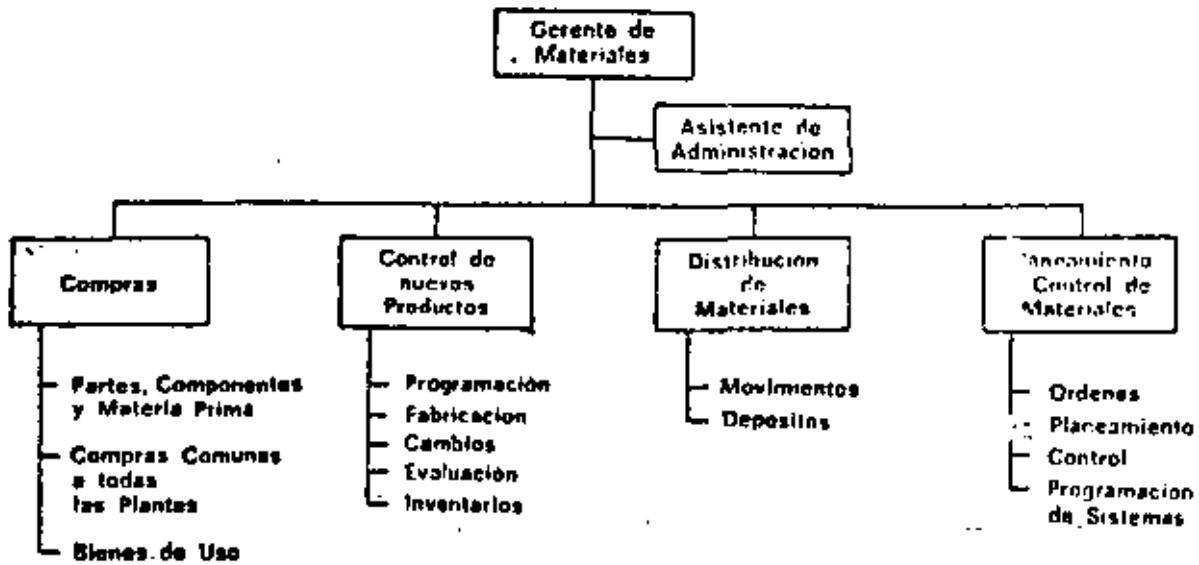 Gerente de
Materiales
Asistente de
Administracion
Compras
Control de
nuevos
Productos
Distribucion
de
Materiales
Planeamiento
Control de
Materiales
Partes, Componentes
y Materia Prima
Compras Comunes
a todas
las Plantas
Bienes de Uso
Programación
Fabricacion
Cambios
Evaluación
Inventarios
Movimientos
Depositos
Ordenes
Planeamiento
Control
Programacion
de Sistemas